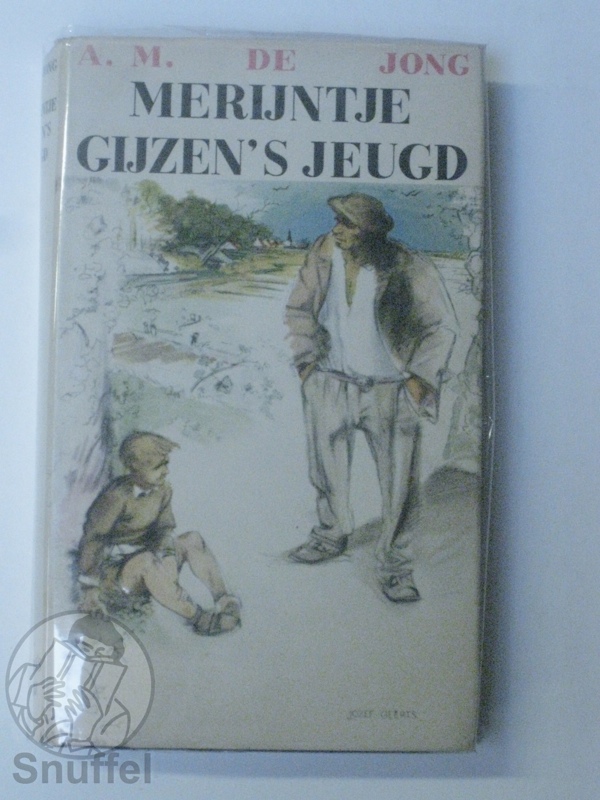 A. M. DE JONG
MERIJNTJE
GIJZEN'S JEUGD
Snuffel